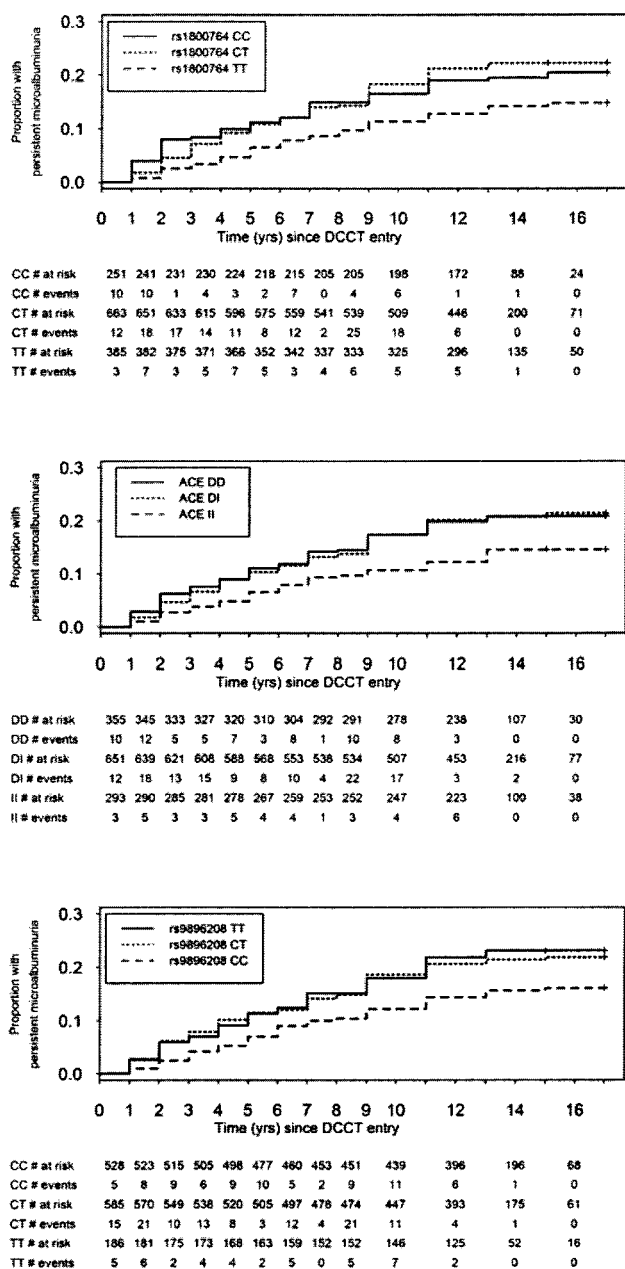 Proportion with
persistent microalbuminuria
0.3
0.2
0.1
0.0
rs1800764 CC
rs1800764 CT
rs1800764 TT
0 1 2 3 4 5 6 7 8 9 10 12 14 16
Time (yrs) since DCCT entry
CC # at risk 251 241 231 230 224 218 215 205 205 198 172 88 24
CC # events 10 10 1 4 3 2 7 0 4 6 1 1 0
CT # at risk 663 651 633 615 596 575 559 541 539 509 446 200 71
CT # events 12 18 17 14 11 8 12 2 25 18 6 0 0
TT # at risk 385 382 375 371 366 352 342 337 333 325 296 135 50
TT # events 3 7 3 5 7 5 3 4 6 5 5 1 0
Proportion with
persistent microalbuminuria
0.3
0.2
0.1
0.0
ACE DD
ACE DI
ACE II
0 1 2 3 4 5 6 7 8 9 10 12 14 16
Time (yrs) since DCCT entry
DD # at risk 355 345 333 327 320 310 304 292 291 278 238 107 30
DD # events 10 12 5 5 7 3 8 1 10 8 3 0 0
DI # at risk 651 639 621 608 588 568 553 538 534 507 453 216 77
DI # events 12 18 13 15 9 8 10 4 22 17 3 2 0
II # at risk 293 290 285 281 278 267 259 253 252 247 223 100 38
II # events 3 5 3 3 5 4 4 1 3 4 6 0 0
Proportion with
persistent microalbuminuria
0.3
0.2
0.1
0.0
rs9896208 TT
rs9896208 CT
rs9896208 CC
0 1 2 3 4 5 6 7 8 9 10 12 14 16
Time (yrs) since DCCT entry
CC # at risk 528 523 515 505 498 477 460 453 451 439 396 196 68
CC # events 5 8 9 6 9 10 5 2 9 11 6 1 0
CT # at risk 585 570 549 538 520 505 497 478 474 447 393 175 61
CT # events 15 21 10 13 8 3 12 4 21 11 4 1 0
TT # at risk 186 181 175 173 168 163 159 152 152 146 125 52 16
TT # events 5 6 2 4 4 2 5 0 5 7 2 0 0